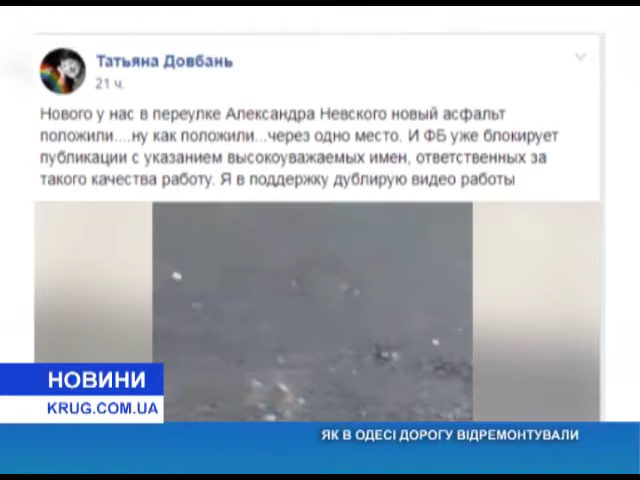 Татьяна Довбань
21 ч.
Нового у нас в переулке Александра Невского новый асфальт
положили....ну как положили...через одно место. И ФБ уже блокирует
публикации с указанием высокоуважаемых имен, ответственных за
такого качества работу. Я в поддержку дублирую видео работы
НОВИНИ
KRUG.COM.UA
ЯК В ОДЕСІ ДОРОГУ ВІДРЕМОНТУВАЛИ